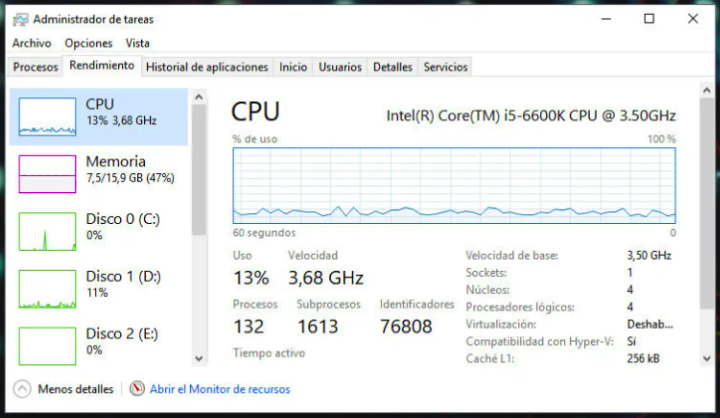 Administrador de tareas
Archivo Opciones Vista
Procesos Rendimiento Historial de aplicaciones Inicio Usuarios Detalles Servicios
CPU
13% 3,68 GHz
Memoria
7,5/15,9 GB (47%)
Disco 0 (C:)
0%
Disco 1 (D:)
11%
Disco 2 (E:)
0%
CPU Intel(R) Core(TM) i5-6600K CPU @ 3.50GHz
% de uso 100 %
60 segundos 0
Uso Velocidad
13% 3,68 GHz
Procesos Subprocesos Identificadores
132 1613 76808
Tiempo activo
Velocidad de base: 3,50 GHz
Sockets: 1
Núcleos: 4
Procesadores lógicos: 4
Virtualización: Deshab...
Compatibilidad con Hyper-V: Sí
Caché L1: 256 kB
Menos detalles Abrir el Monitor de recursos